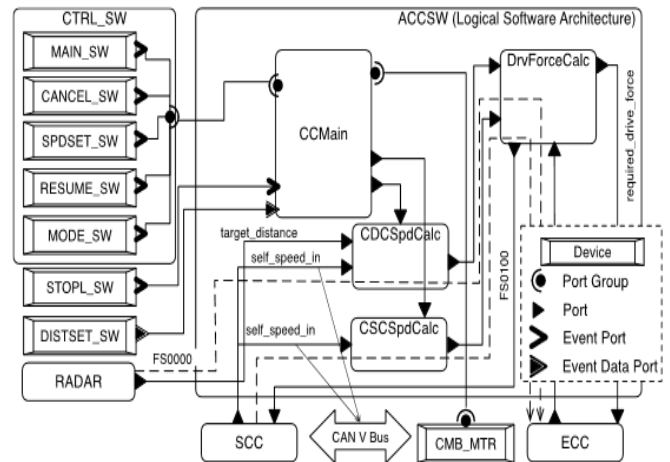 CTRL_SW
ACCSW (Logical Software Architecture)
MAIN_SW
CANCEL_SW
SPDSET_SW
RESUME_SW
MODE_SW
STOPL_SW
DISTSET_SW
RADAR
CCMain
DrvForceCalc
required_drive_force
target_distance
CDCSpdCalc
self_speed_in
self_speed_in
CSCSpdCalc
FS0000
FS0100
Device
Port Group
Port
Event Port
Event Data Port
SCC
CAN V Bus
CMB_MTR
ECC